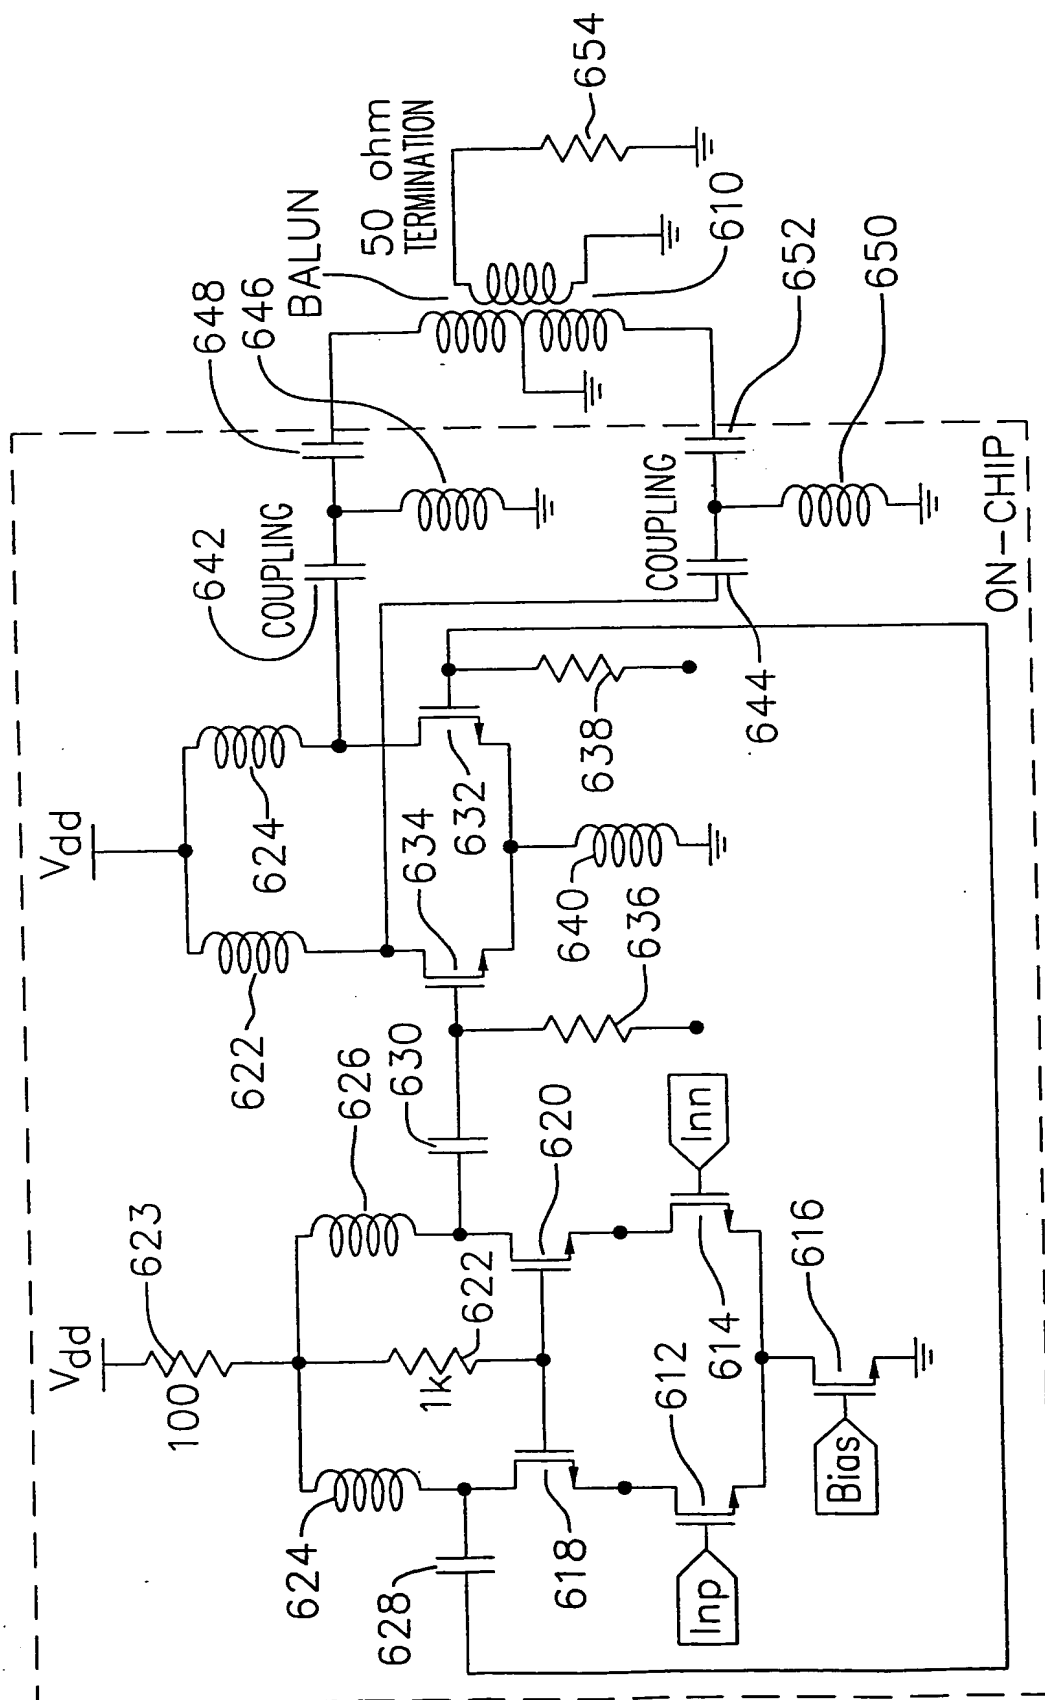 Vdd
623
100
624
626
622
1k
628
618
620
630
612
614
Inp
Inn
Bias
616
Vdd
622
624
634
632
636
640
638
642
COUPLING
648
646
BALUN
50 ohm
TERMINATION
654
610
652
650
COUPLING
644
ON-CHIP